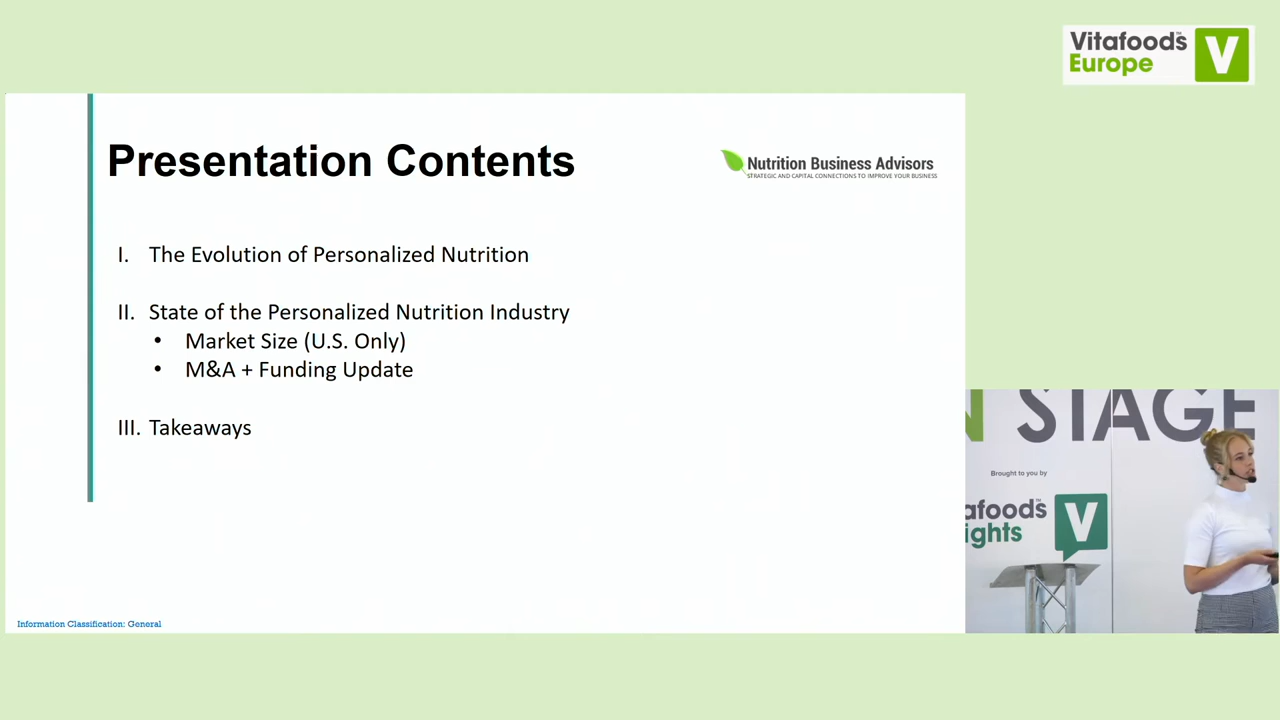 Vitafoods™
Europe
V
Presentation Contents
Nutrition Business Advisors
STRATEGIC AND CAPITAL CONNECTIONS TO IMPROVE YOUR BUSINESS
I. The Evolution of Personalized Nutrition
II. State of the Personalized Nutrition Industry
• Market Size (U.S. Only)
• M&A + Funding Update
III. Takeaways
Information Classification: General
N STAGE
Brought to you by
afoods™
ights
V